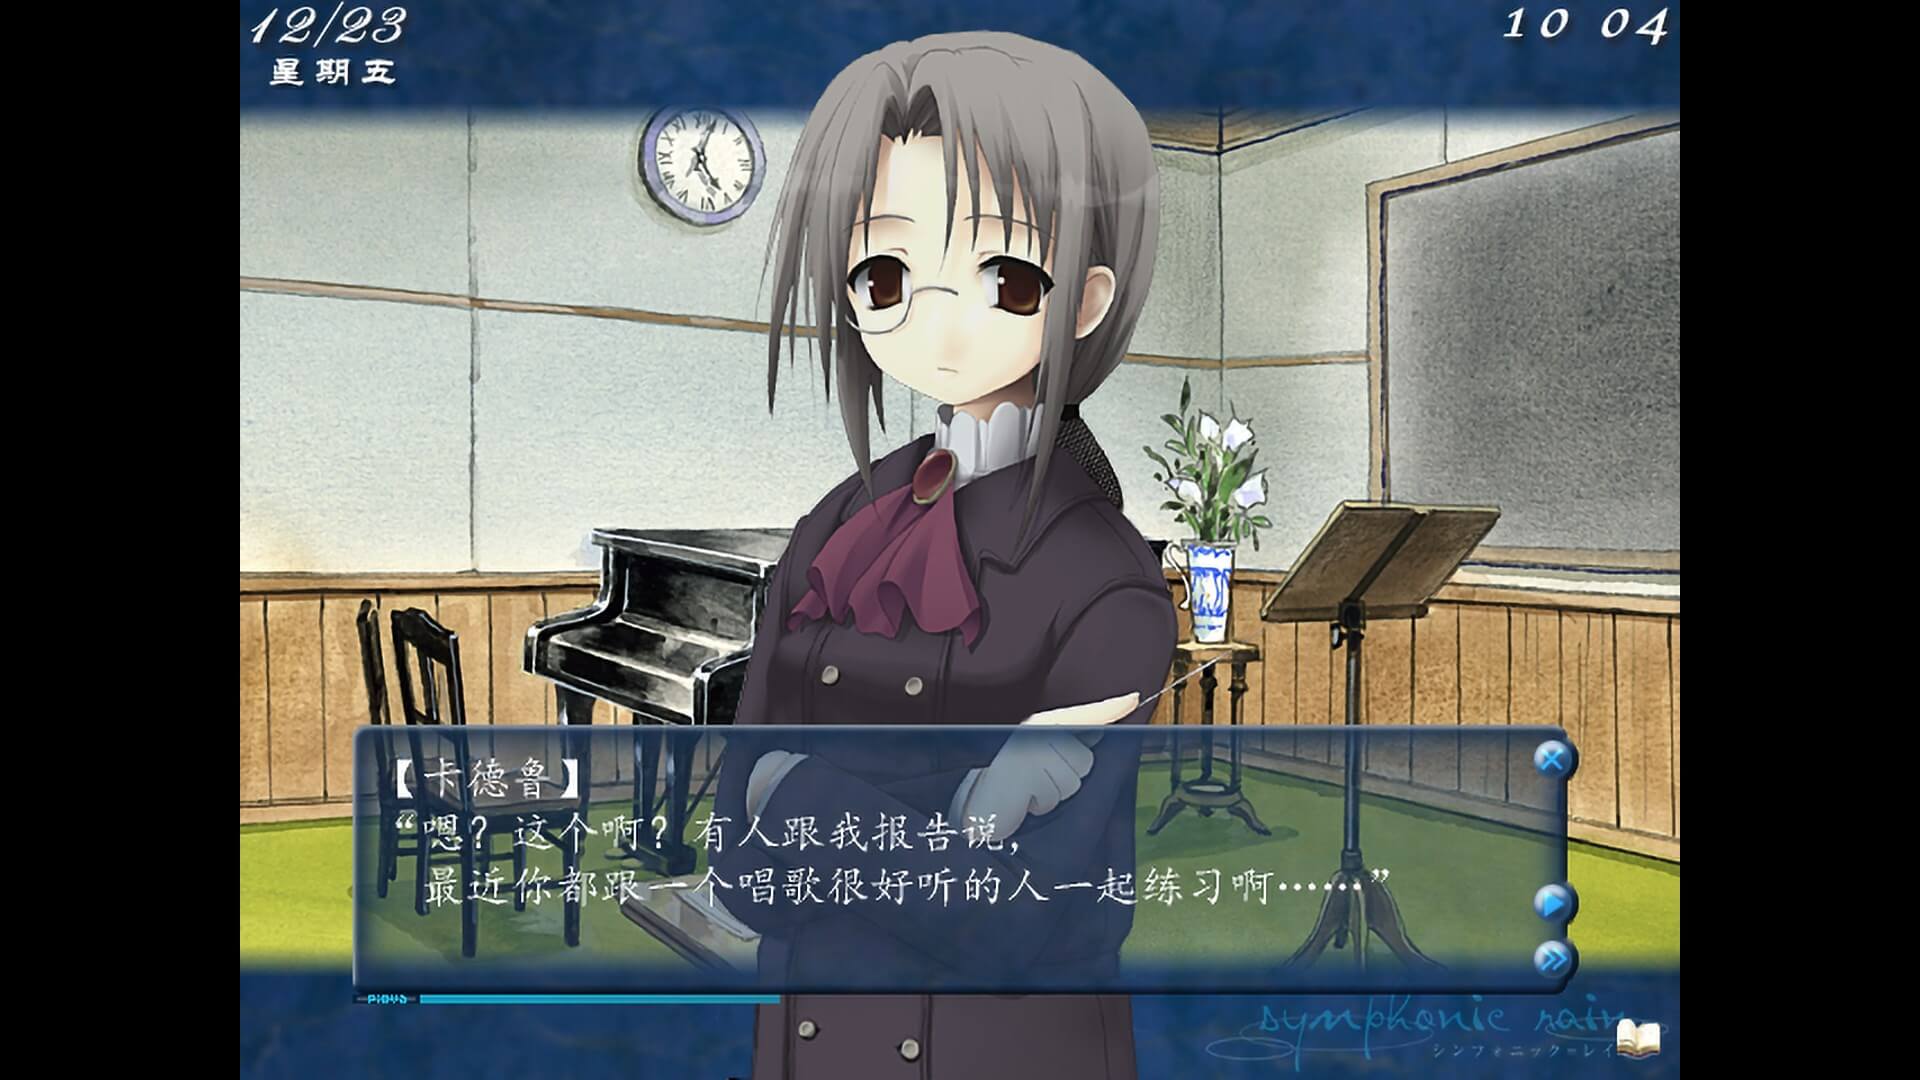 12/23
星期五
10 04
【卡德鲁】
“嗯？这个啊？有人跟我报告说，
最近你都跟一个唱歌很好听的人一起练习啊……”
symphonic rain
シンフォニック=レイ